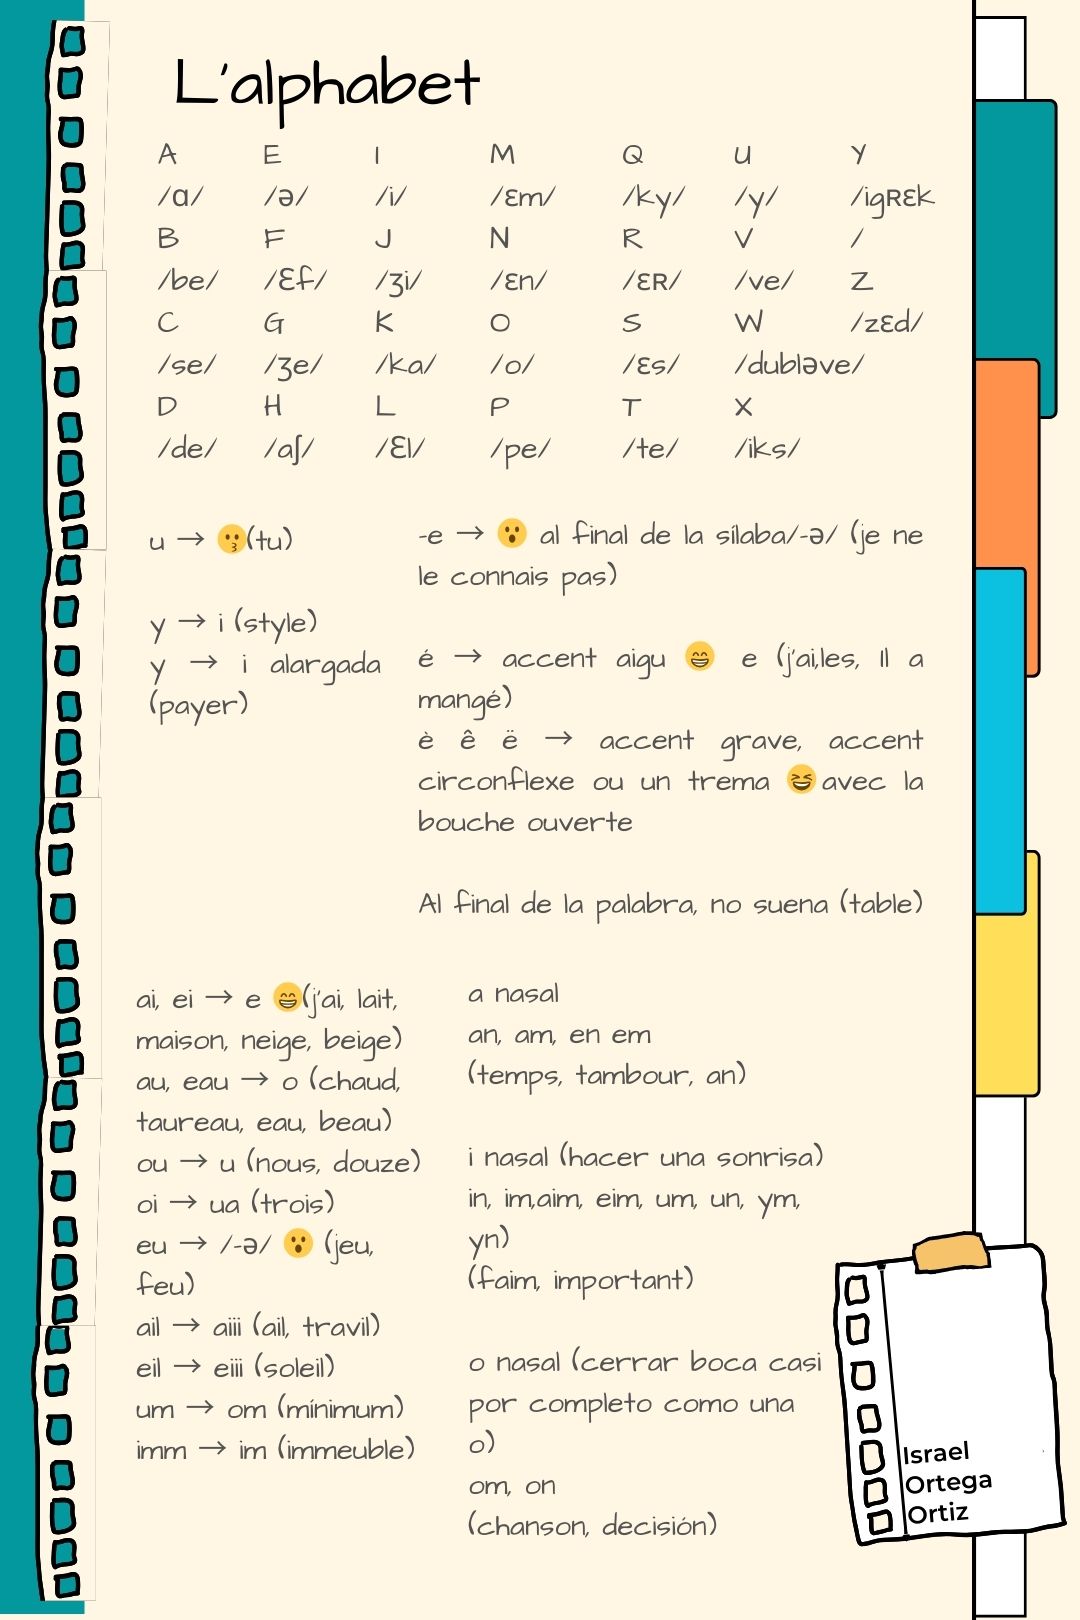 L'alphabet
A E I M Q U Y
/ɑ/ /ə/ /i/ /ɛm/ /ky/ /y/ /igRɛk
B F J N R V /
/be/ /Ɛf/ /ʒi/ /ɛn/ /ɛR/ /ve/ Z
C G K O S W /zɛd/
/se/ /ʒe/ /ka/ /o/ /ɛs/ /dubləve/
D H L P T X
/de/ /aʃ/ /Ɛl/ /pe/ /te/ /iks/
u → 😗(tu)
y → i (style)
y → i alargada
(payer)
-e → 😮 al final de la sílaba/-ə/ (je ne
le connais pas)
é → accent aigu 😁 e (j'ai,les, Il a
mangé)
è ê ë → accent grave, accent
circonflexe ou un trema 😆avec la
bouche ouverte
Al final de la palabra, no suena (table)
ai, ei → e 😁(j'ai, lait,
maison, neige, beige)
au, eau → o (chaud,
taureau, eau, beau)
ou → u (nous, douze)
oi → ua (trois)
eu → /-ə/ 😮 (jeu,
feu)
ail → aiii (ail, travil)
eil → eiii (soleil)
um → om (mínimum)
imm → im (immeuble)
a nasal
an, am, en em
(temps, tambour, an)
i nasal (hacer una sonrisa)
in, im,aim, eim, um, un, ym,
yn)
(faim, important)
o nasal (cerrar boca casi
por completo como una
o)
om, on
(chanson, decisión)
Israel
Ortega
Ortiz